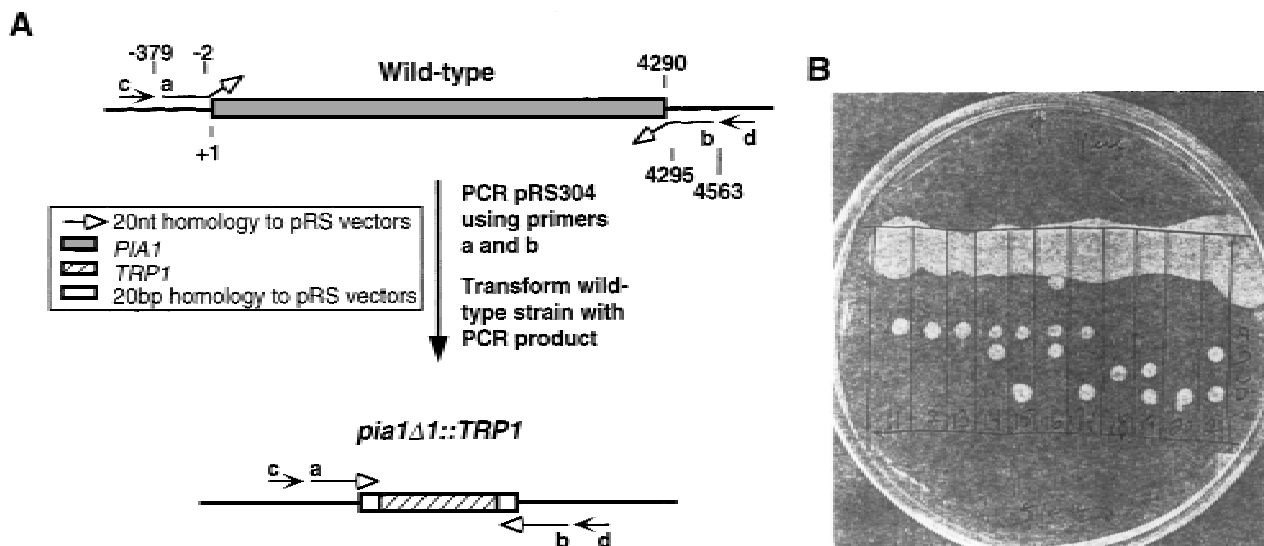 A
-379
-2
c
a
Wild-type
4290
+1
b
d
4295
4563
20nt homology to pRS vectors
PIA1
TRP1
20bp homology to pRS vectors
PCR pRS304
using primers
a and b
Transform wild-
type strain with
PCR product
pia1Δ1::TRP1
c
a
b
d
B